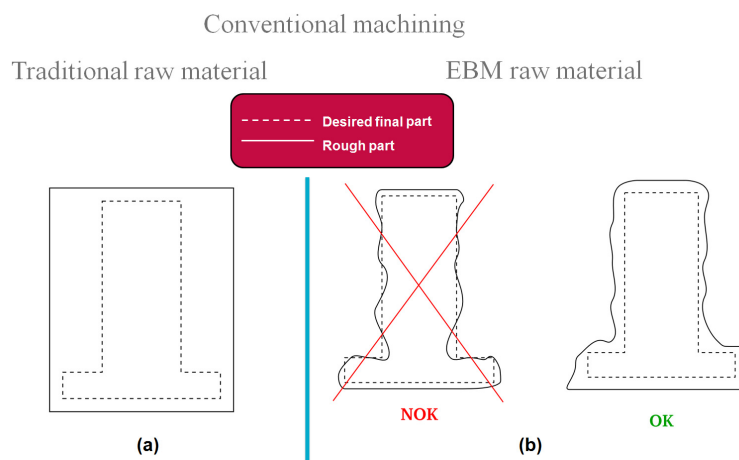 Conventional machining
Traditional raw material
EBM raw material
Desired final part
Rough part
NOK
OK
(a)
(b)